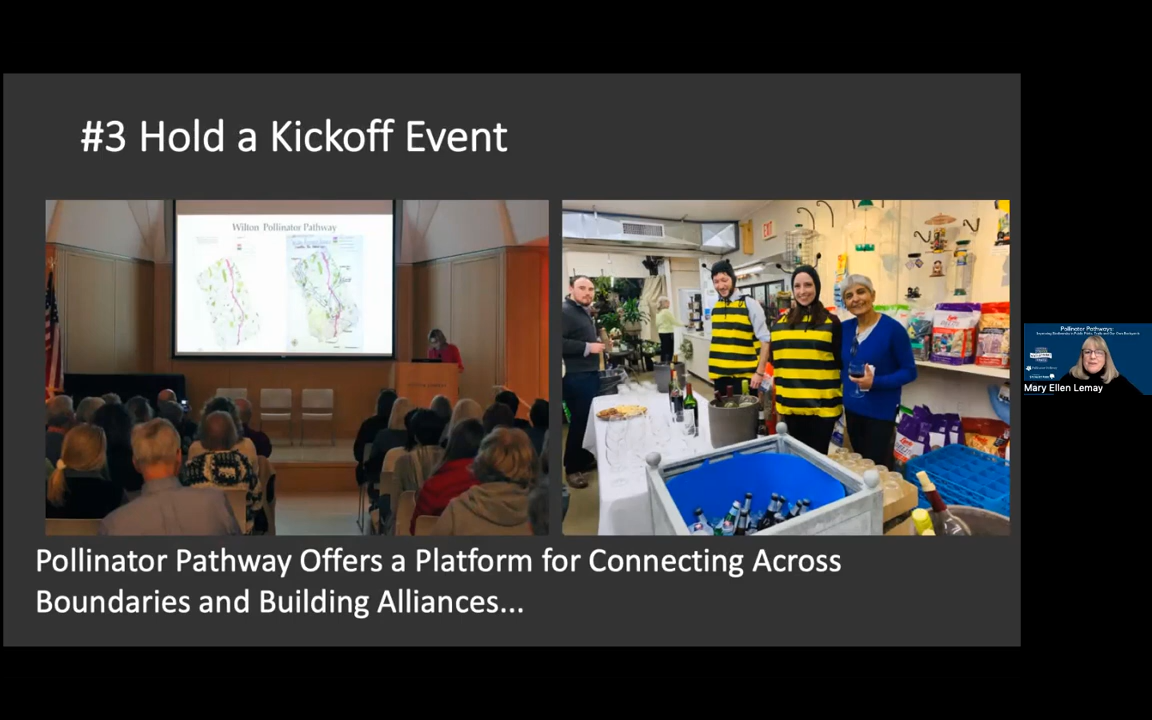 #3 Hold a Kickoff Event
Wilton Pollinator Pathway
EXIT
Pollinator Pathway Offers a Platform for Connecting Across
Boundaries and Building Alliances...
Pollinator Pathways:
Mary Ellen Lemay